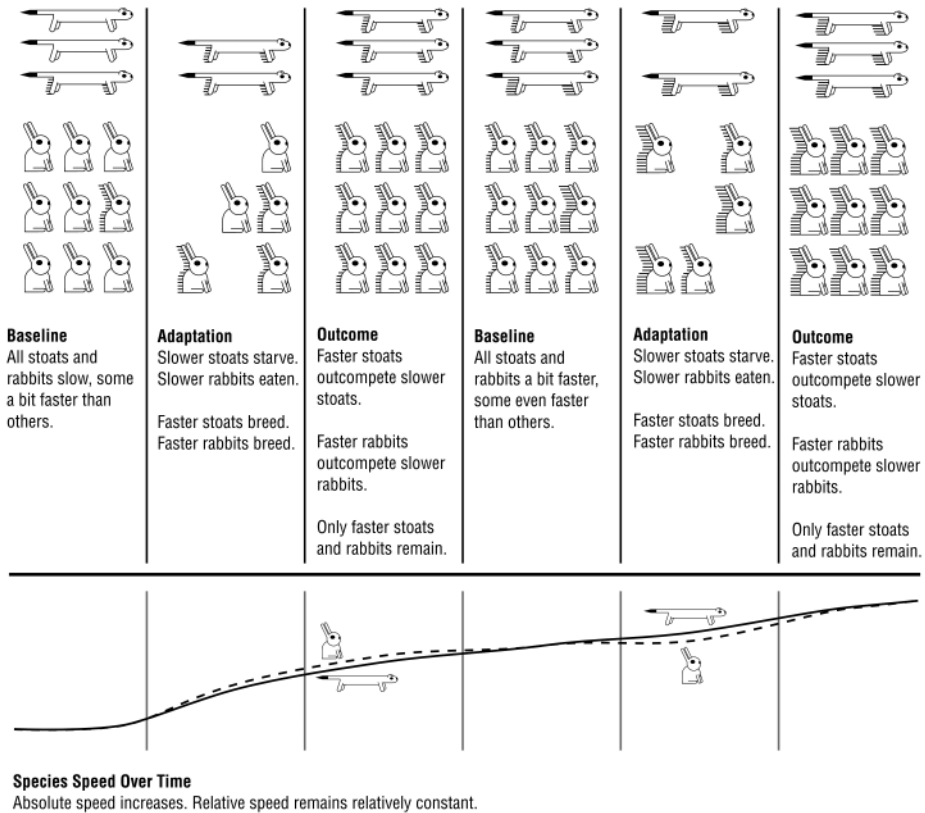 Baseline
All stoats and
rabbits slow, some
a bit faster than
others.
Adaptation
Slower stoats starve.
Slower rabbits eaten.
Faster stoats breed.
Faster rabbits breed.
Outcome
Faster stoats
outcompete slower
stoats.
Faster rabbits
outcompete slower
rabbits.
Only faster stoats
and rabbits remain.
Baseline
All stoats and
rabbits a bit faster,
some even faster
than others.
Adaptation
Slower stoats starve.
Slower rabbits eaten.
Faster stoats breed.
Faster rabbits breed.
Outcome
Faster stoats
outcompete slower
stoats.
Faster rabbits
outcompete slower
rabbits.
Only faster stoats
and rabbits remain.
Species Speed Over Time
Absolute speed increases. Relative speed remains relatively constant.